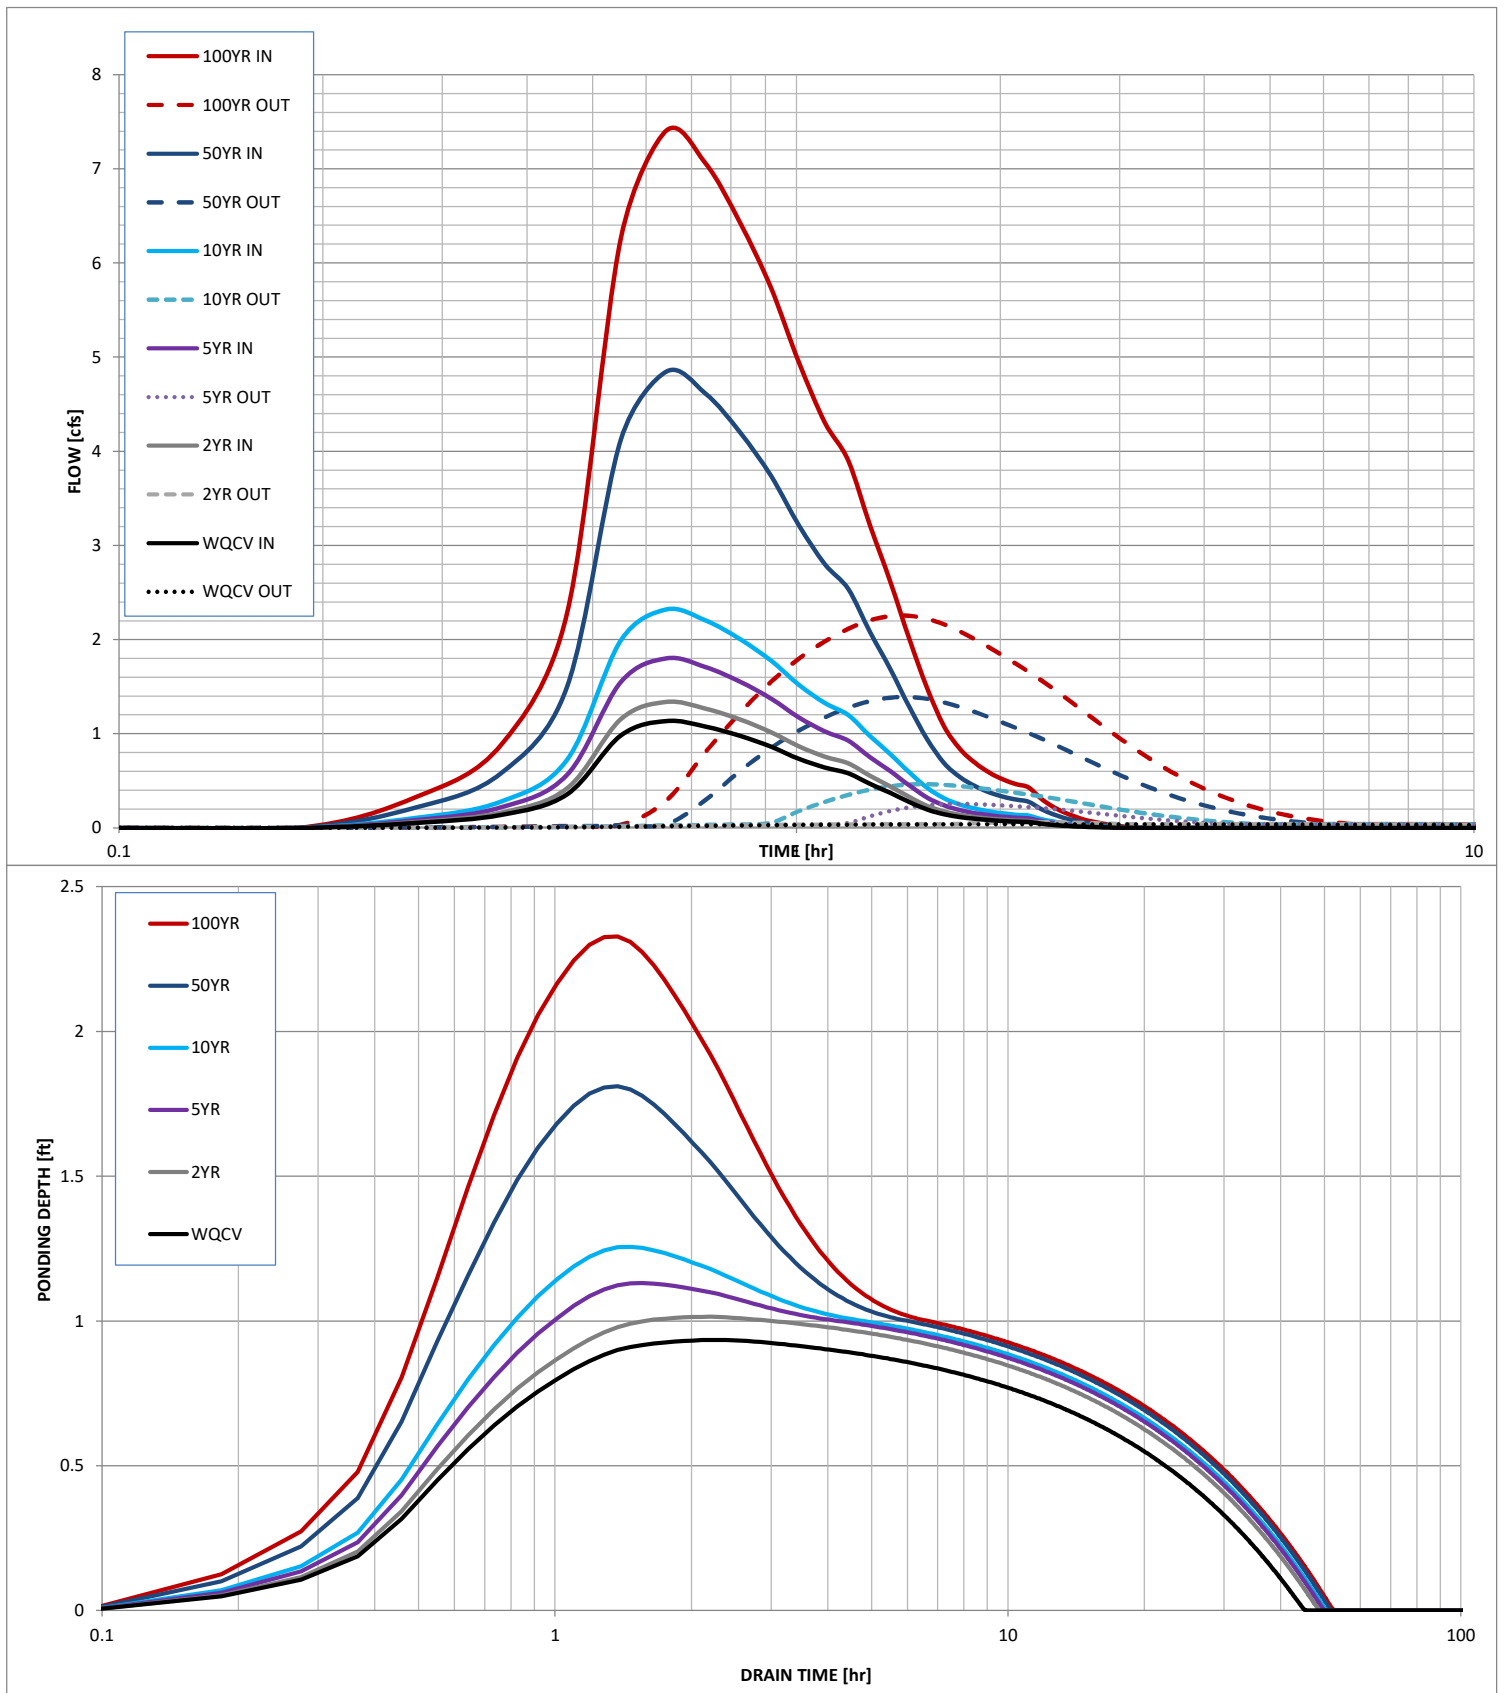 100YR IN
100YR OUT
50YR IN
50YR OUT
10YR IN
10YR OUT
5YR IN
5YR OUT
2YR IN
2YR OUT
WQCV IN
WQCV OUT
8
7
6
5
4
3
2
1
0
FLOW [cfs]
0.1
1
10
TIME [hr]
100YR
50YR
10YR
5YR
2YR
WQCV
2.5
2
1.5
1
0.5
0
PONDING DEPTH [ft]
0.1
1
10
100
DRAIN TIME [hr]